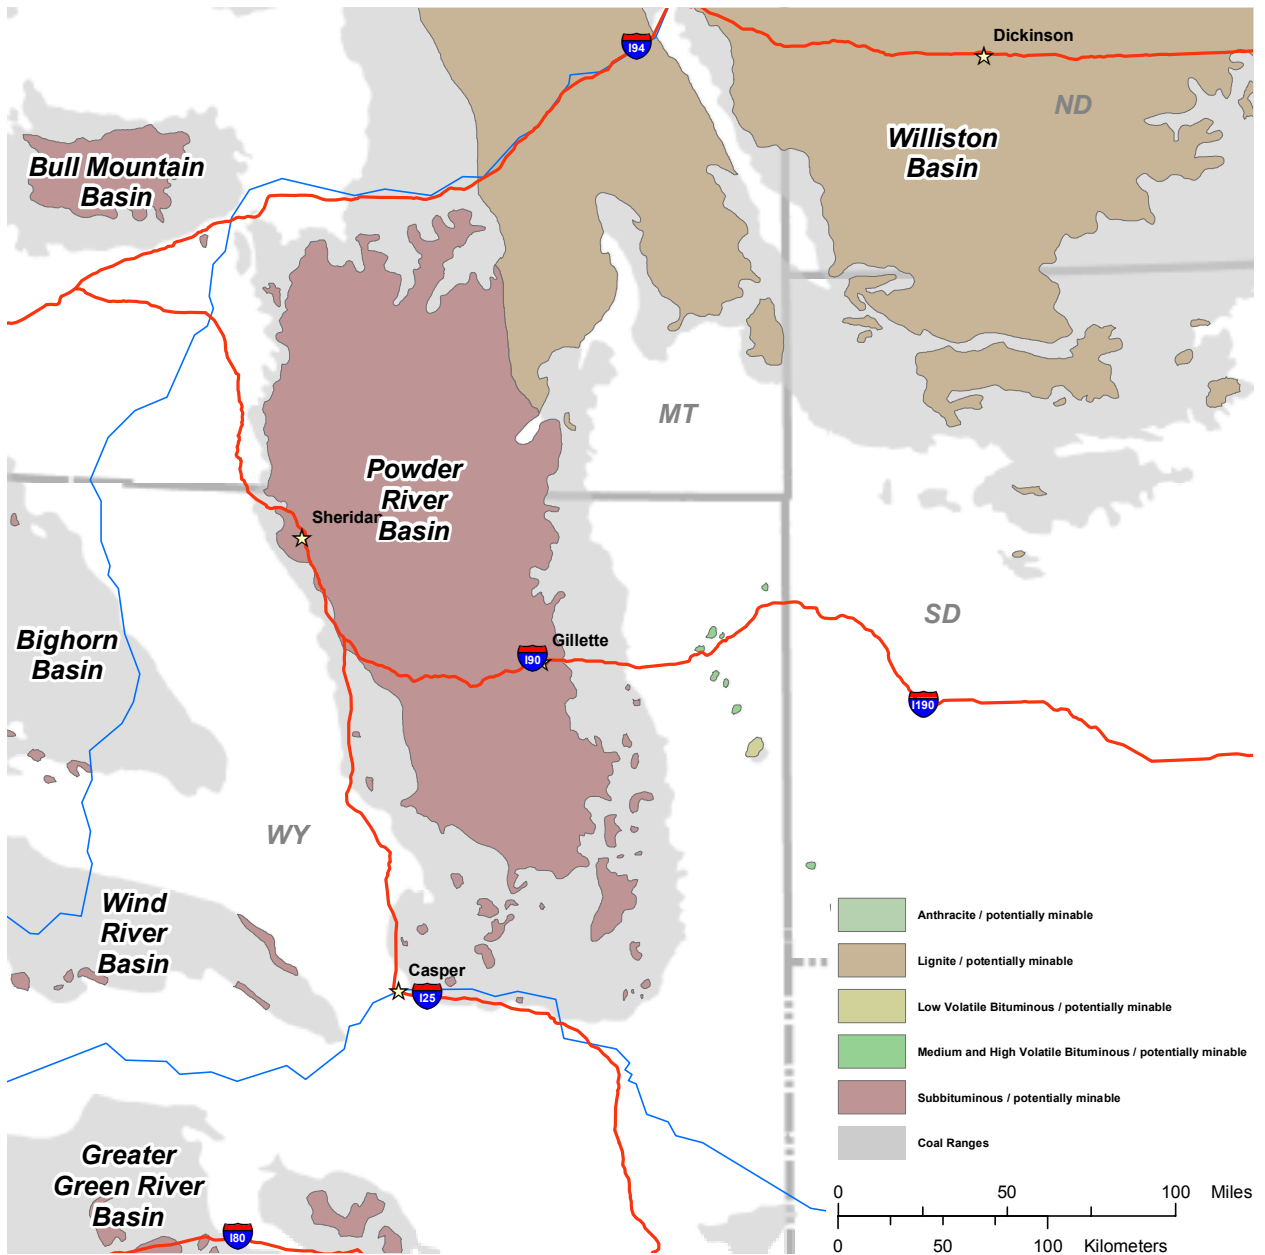 Dickinson
I94
ND
Williston
Basin
Bull Mountain
Basin
MT
Powder
River
Basin
Sheridan
SD
Bighorn
Basin
Gillette
I90
I190
WY
Wind
River
Basin
Casper
I25
Anthracite / potentially minable
Lignite / potentially minable
Low Volatile Bituminous / potentially minable
Medium and High Volatile Bituminous / potentially minable
Subbituminous / potentially minable
Coal Ranges
Greater
Green River
Basin
I80
0 50 100 Miles
0 50 100 Kilometers